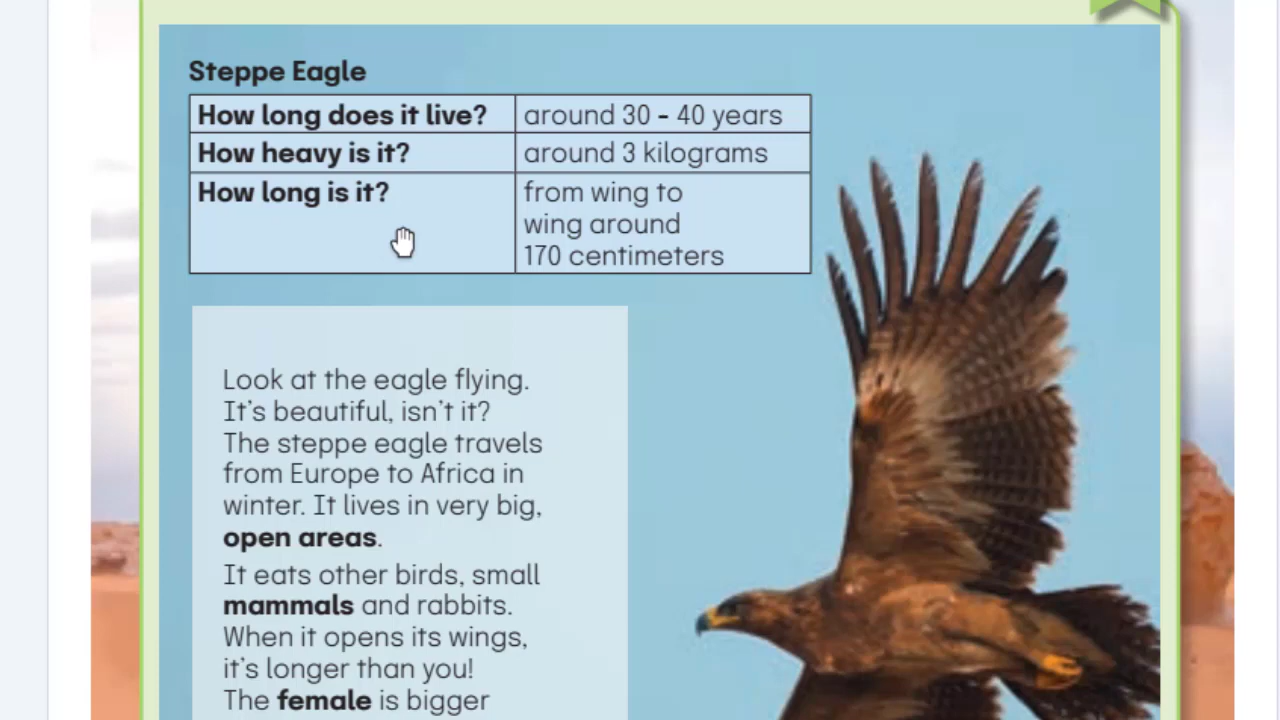 Steppe Eagle
How long does it live? around 30 - 40 years
How heavy is it? around 3 kilograms
How long is it? from wing to
wing around
170 centimeters
Look at the eagle flying.
It's beautiful, isn't it?
The steppe eagle travels
from Europe to Africa in
winter. It lives in very big,
open areas.
It eats other birds, small
mammals and rabbits.
When it opens its wings,
it's longer than you!
The female is bigger